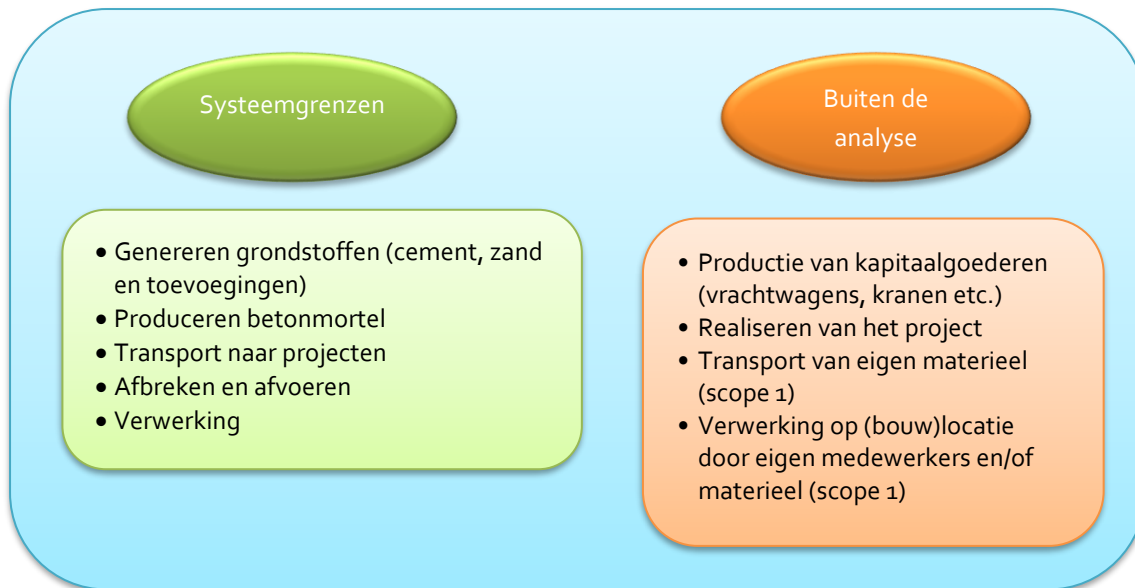 Systeemgrenzen
• Genereren grondstoffen (cement, zand
en toevoegingen)
• Produceren betonmortel
• Transport naar projecten
• Afbreken en afvoeren
• Verwerking
Buiten de
analyse
• Productie van kapitaalgoederen
(vrachtwagens, kranen etc.)
• Realiseren van het project
• Transport van eigen materieel
(scope 1)
• Verwerking op (bouw)locatie
door eigen medewerkers en/of
materieel (scope 1)